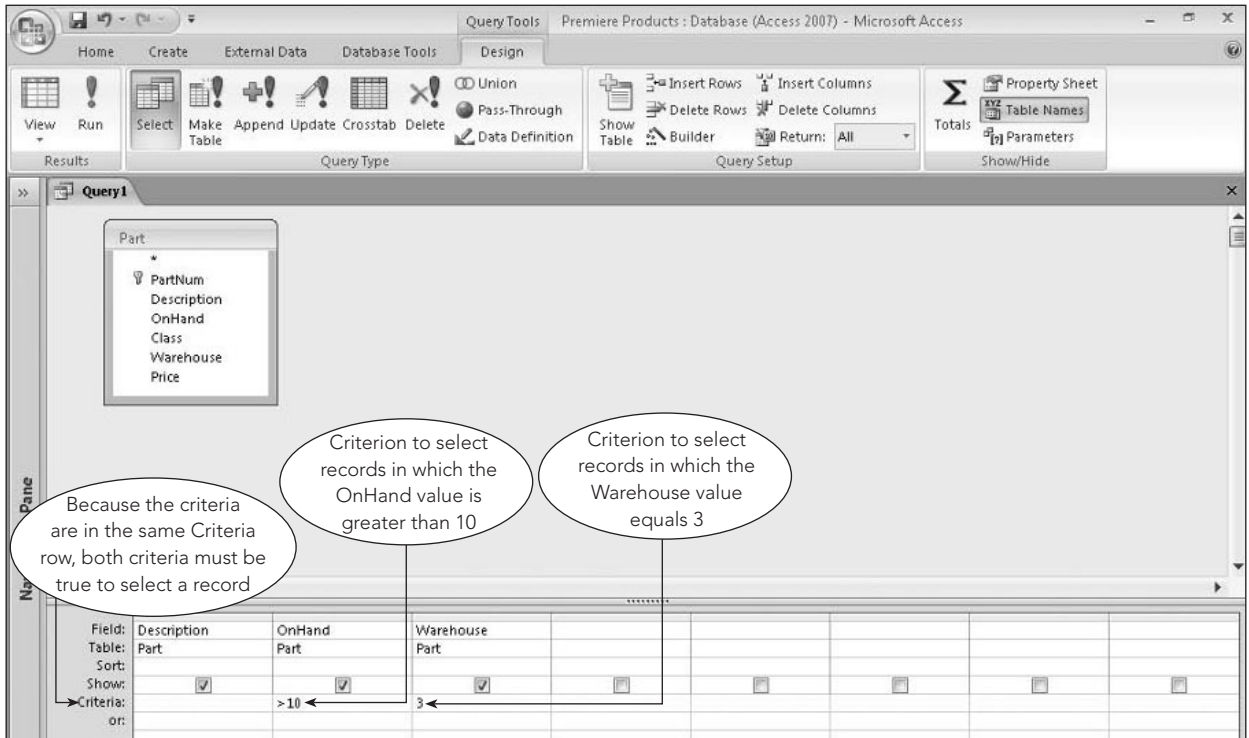 Query Tools Premiere Products : Database (Access 2007) - Microsoft Access
Home Create External Data Database Tools Design
View Run
Select Make Table Append Update Crosstab Delete
Union
Pass-Through
Data Definition
Show Table
Insert Rows Insert Columns
Delete Rows Delete Columns
Builder Return: All
Totals
Property Sheet
Table Names
Parameters
Results Query Type Query Setup Show/Hide
Query1
Part
*
PartNum
Description
OnHand
Class
Warehouse
Price
Because the criteria
are in the same Criteria
row, both criteria must be
true to select a record
Criterion to select
records in which the
OnHand value is
greater than 10
Criterion to select
records in which the
Warehouse value
equals 3
Pane
Field: Description OnHand Warehouse
Table: Part Part Part
Sort:
Show:
Criteria: >10 3
or: